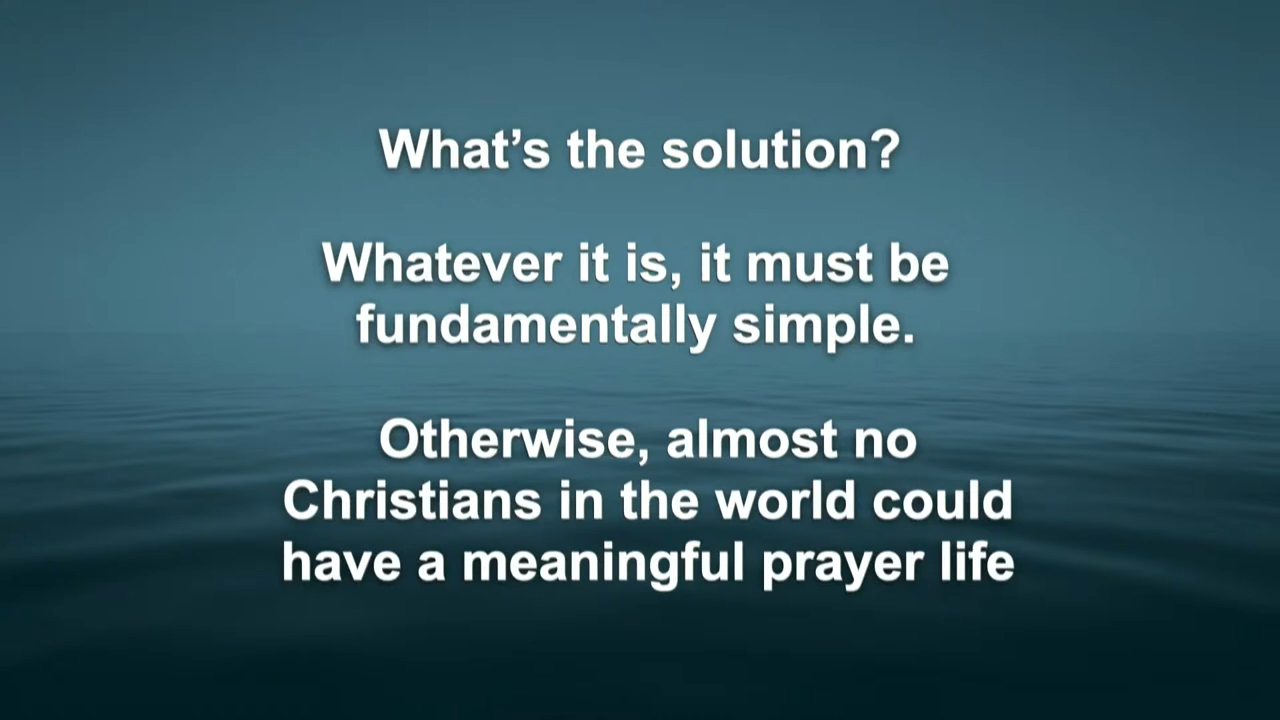 What’s the solution?
Whatever it is, it must be
fundamentally simple.
Otherwise, almost no
Christians in the world could
have a meaningful prayer life